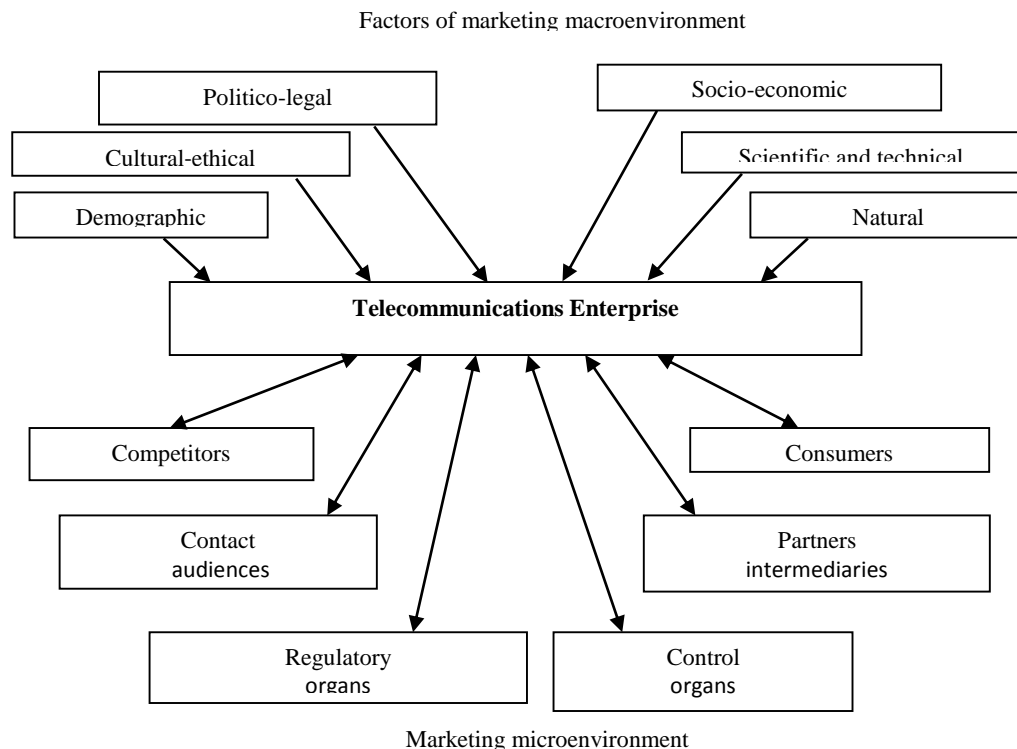 Factors of marketing macroenvironment
Politico-legal
Socio-economic
Cultural-ethical
Scientific and technical
Demographic
Natural
Telecommunications Enterprise
Competitors
Consumers
Contact
audiences
Partners
intermediaries
Regulatory
organs
Control
organs
Marketing microenvironment